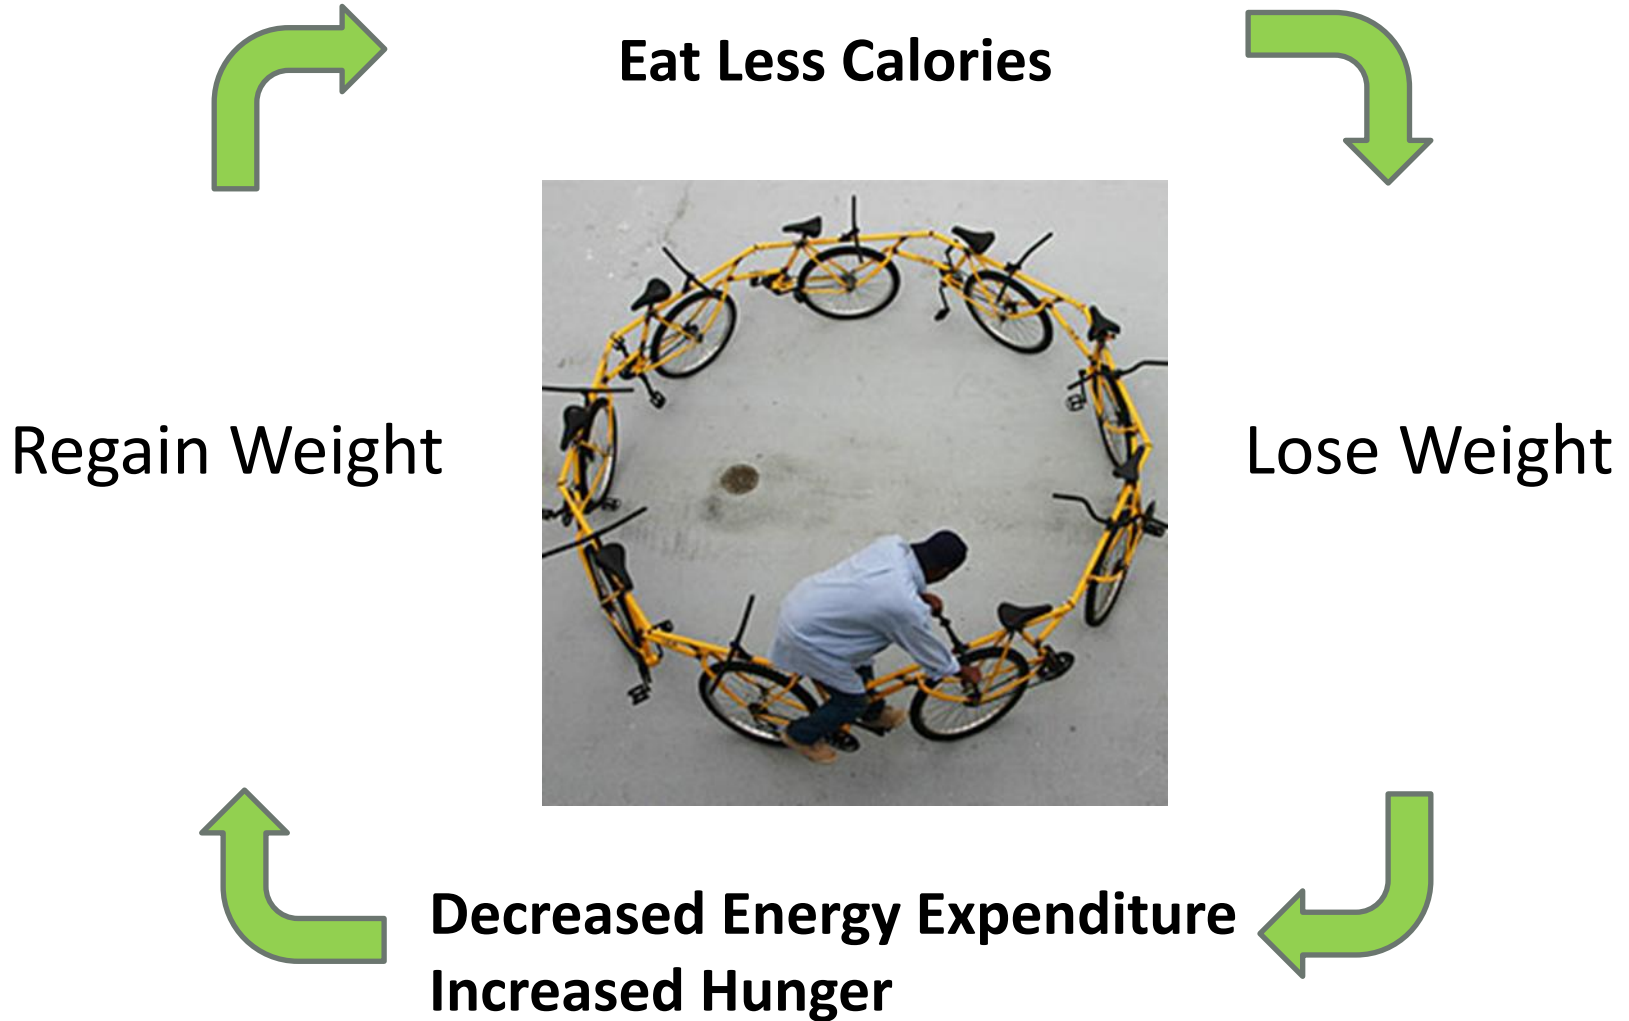 Eat Less Calories
Regain Weight
Lose Weight
Decreased Energy Expenditure
Increased Hunger